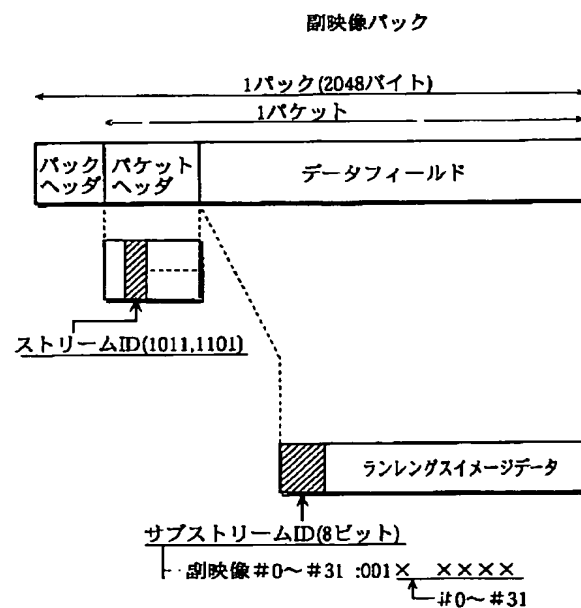 副映像パック
1パック(2048バイト)
1パケット
パック
ヘッダ
パケット
ヘッダ
データフィールド
ストリームID(1011,1101)
ランレングスイメージデータ
サブストリームID(8ビット)
副映像#0〜#31 :001× ××××
#0〜#31